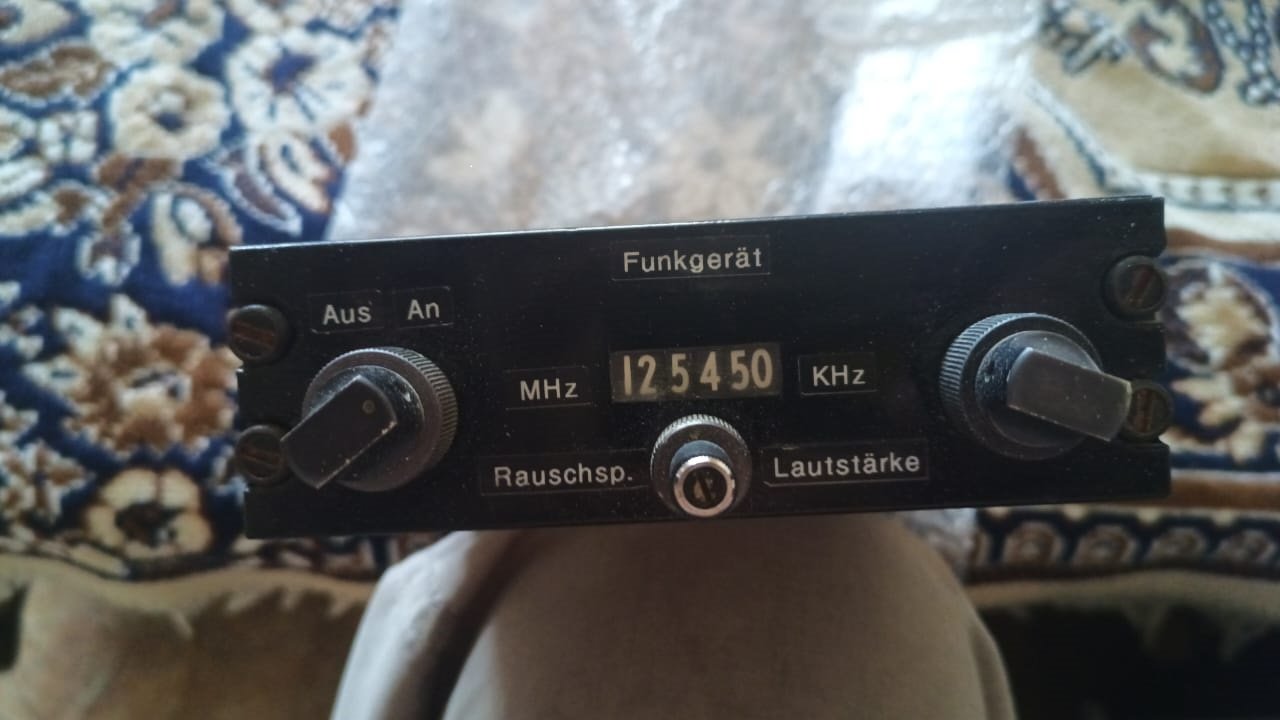 Funkgerät
Aus An
MHz 125450 KHz
Rauschsp. Lautstärke